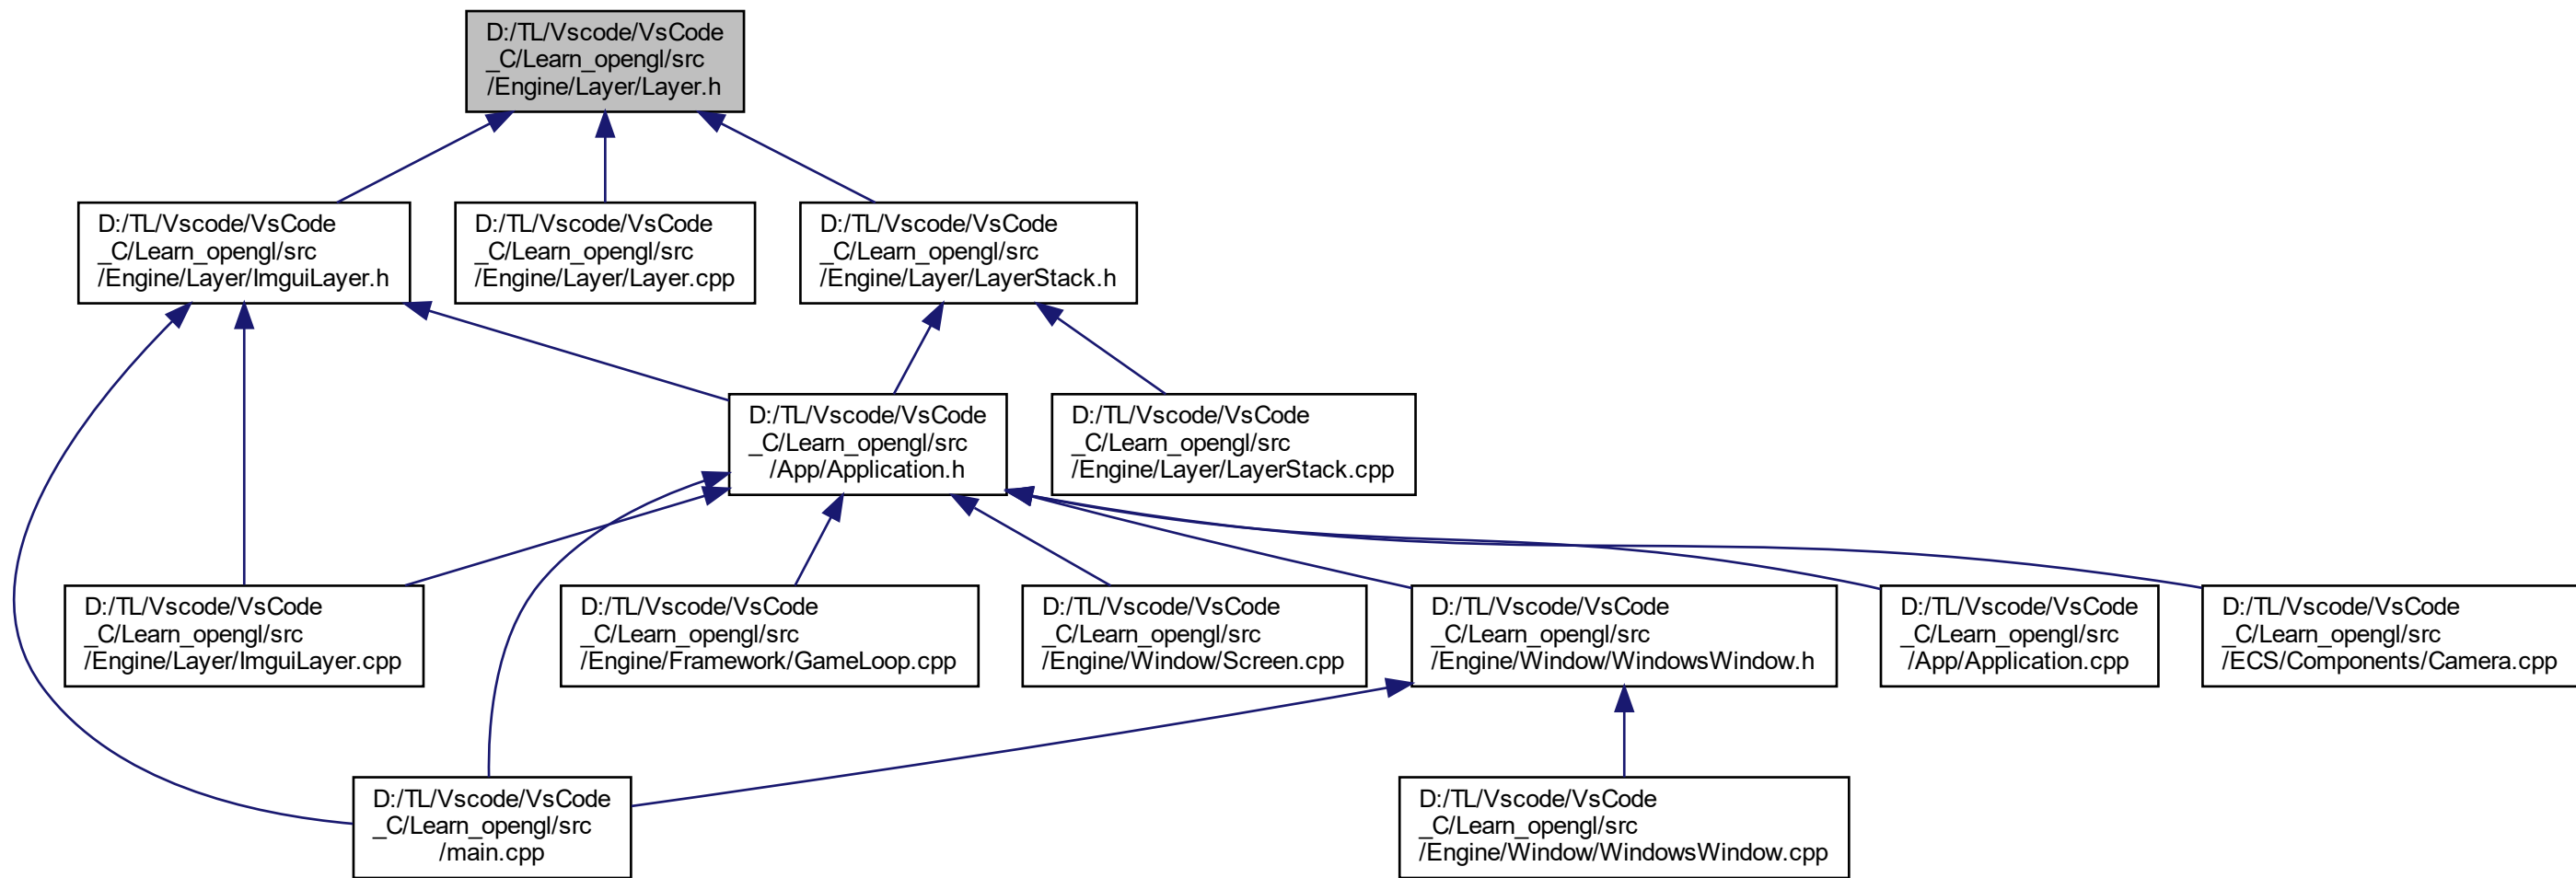 D:/TL/Vscode/VsCode
_C/Learn_opengl/src
/Engine/Layer/Layer.h
D:/TL/Vscode/VsCode
_C/Learn_opengl/src
/Engine/Layer/ImguiLayer.h
D:/TL/Vscode/VsCode
_C/Learn_opengl/src
/Engine/Layer/Layer.cpp
D:/TL/Vscode/VsCode
_C/Learn_opengl/src
/Engine/Layer/LayerStack.h
D:/TL/Vscode/VsCode
_C/Learn_opengl/src
/App/Application.h
D:/TL/Vscode/VsCode
_C/Learn_opengl/src
/Engine/Layer/LayerStack.cpp
D:/TL/Vscode/VsCode
_C/Learn_opengl/src
/Engine/Layer/ImguiLayer.cpp
D:/TL/Vscode/VsCode
_C/Learn_opengl/src
/Engine/Framework/GameLoop.cpp
D:/TL/Vscode/VsCode
_C/Learn_opengl/src
/Engine/Window/Screen.cpp
D:/TL/Vscode/VsCode
_C/Learn_opengl/src
/Engine/Window/WindowsWindow.h
D:/TL/Vscode/VsCode
_C/Learn_opengl/src
/App/Application.cpp
D:/TL/Vscode/VsCode
_C/Learn_opengl/src
/ECS/Components/Camera.cpp
D:/TL/Vscode/VsCode
_C/Learn_opengl/src
/main.cpp
D:/TL/Vscode/VsCode
_C/Learn_opengl/src
/Engine/Window/WindowsWindow.cpp